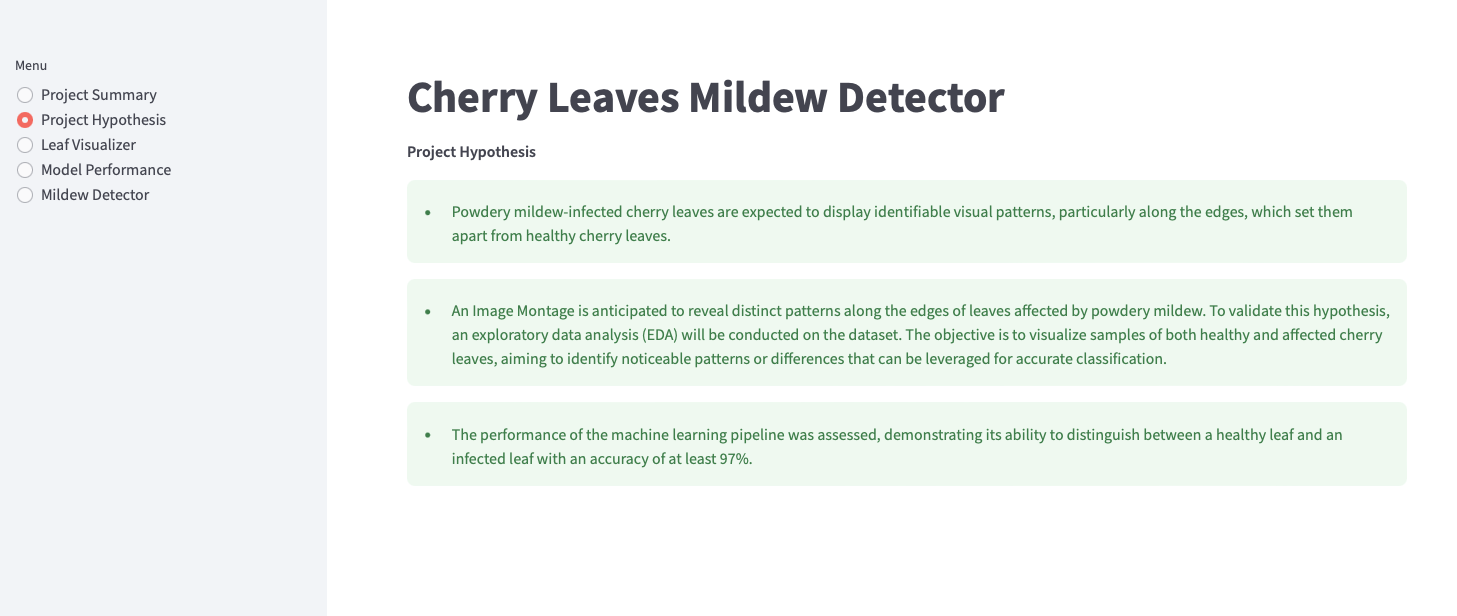 Menu
Project Summary
Project Hypothesis
Leaf Visualizer
Model Performance
Mildew Detector
Cherry Leaves Mildew Detector
Project Hypothesis
• Powdery mildew-infected cherry leaves are expected to display identifiable visual patterns, particularly along the edges, which set them
apart from healthy cherry leaves.
• An Image Montage is anticipated to reveal distinct patterns along the edges of leaves affected by powdery mildew. To validate this hypothesis,
an exploratory data analysis (EDA) will be conducted on the dataset. The objective is to visualize samples of both healthy and affected cherry
leaves, aiming to identify noticeable patterns or differences that can be leveraged for accurate classification.
• The performance of the machine learning pipeline was assessed, demonstrating its ability to distinguish between a healthy leaf and an
infected leaf with an accuracy of at least 97%.